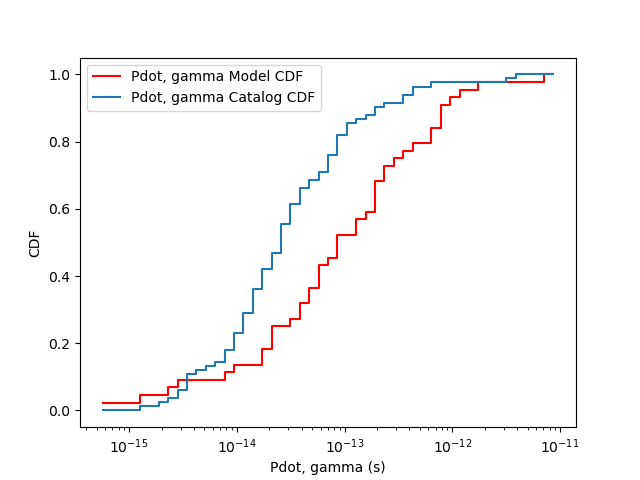 Pdot, gamma Model CDF
Pdot, gamma Catalog CDF
1.0
0.8
0.6
0.4
0.2
0.0
CDF
10⁻¹⁵ 10⁻¹⁴ 10⁻¹³ 10⁻¹² 10⁻¹¹
Pdot, gamma (s)